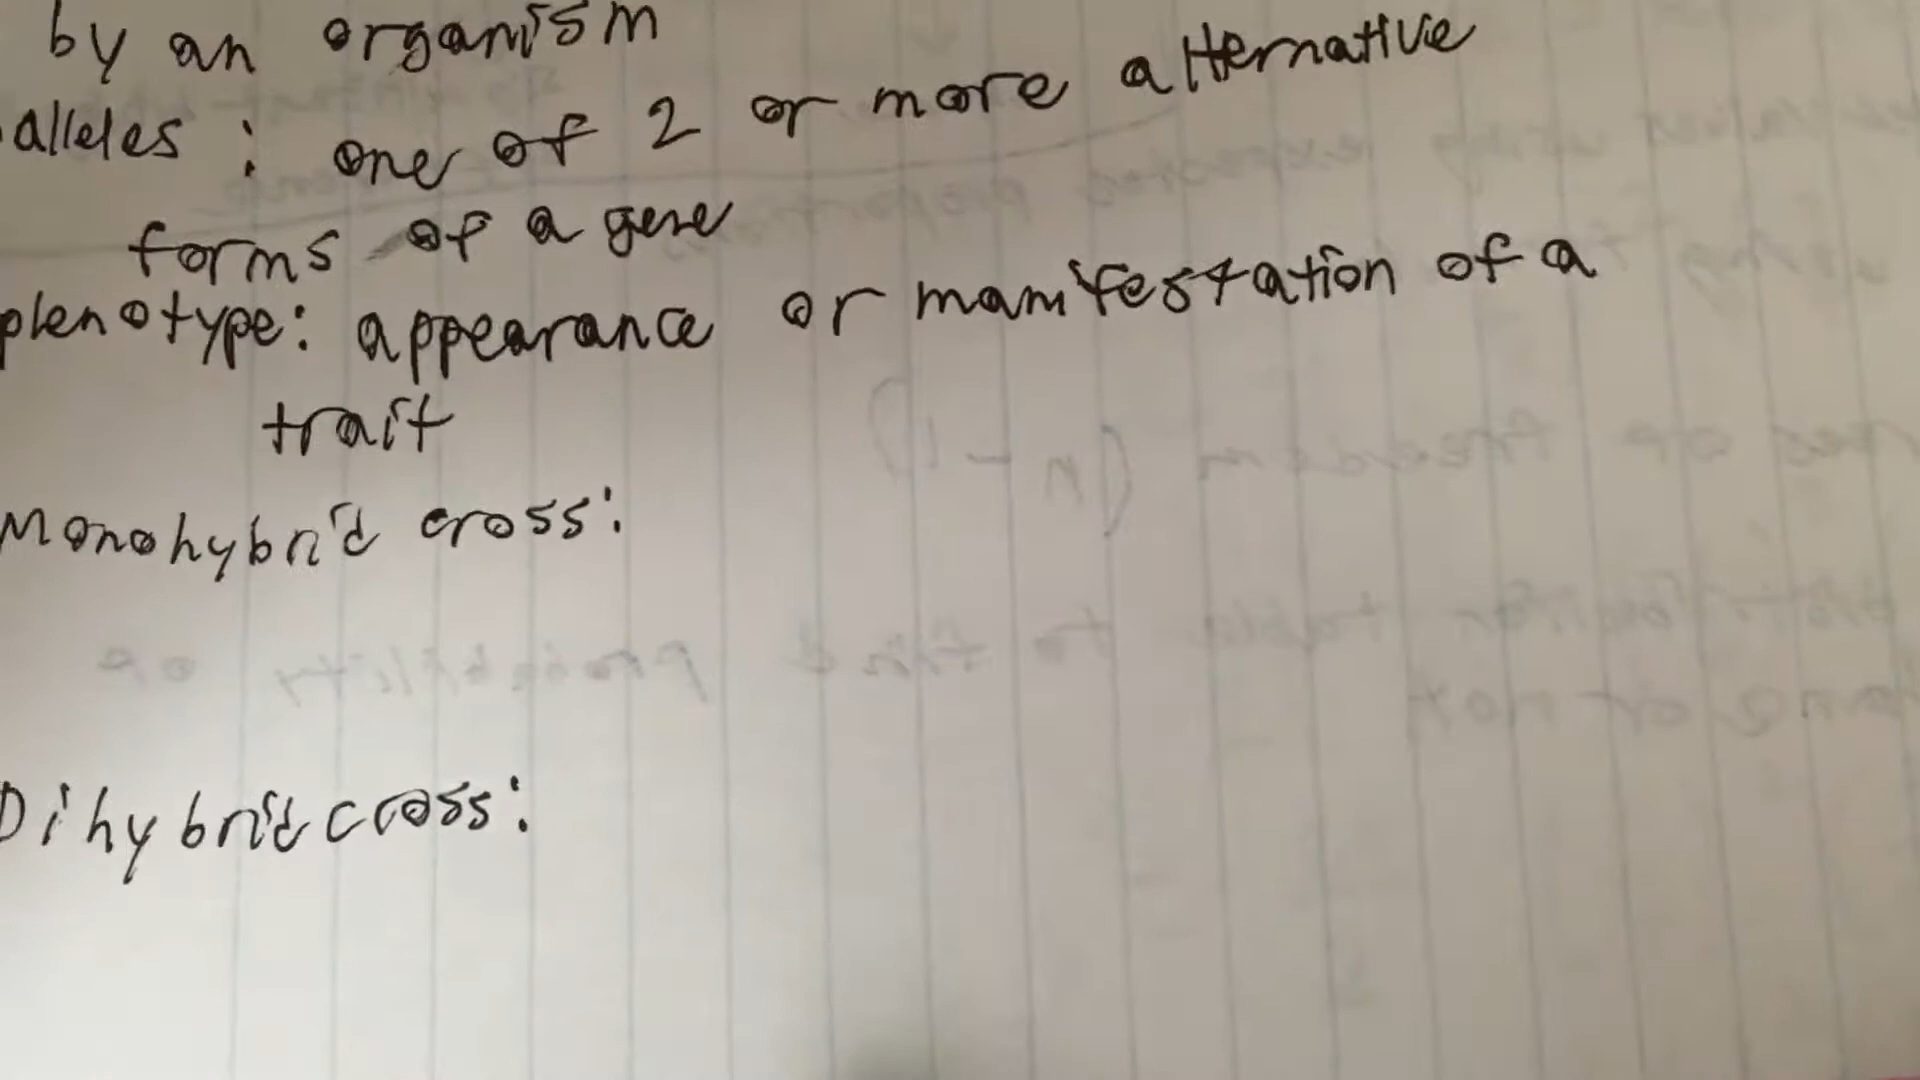 by an organism
alleles : one of 2 or more alternative
forms of a gene
phenotype: appearance or manifestation of a
trait
Monohybrid cross:
Dihybrid cross: